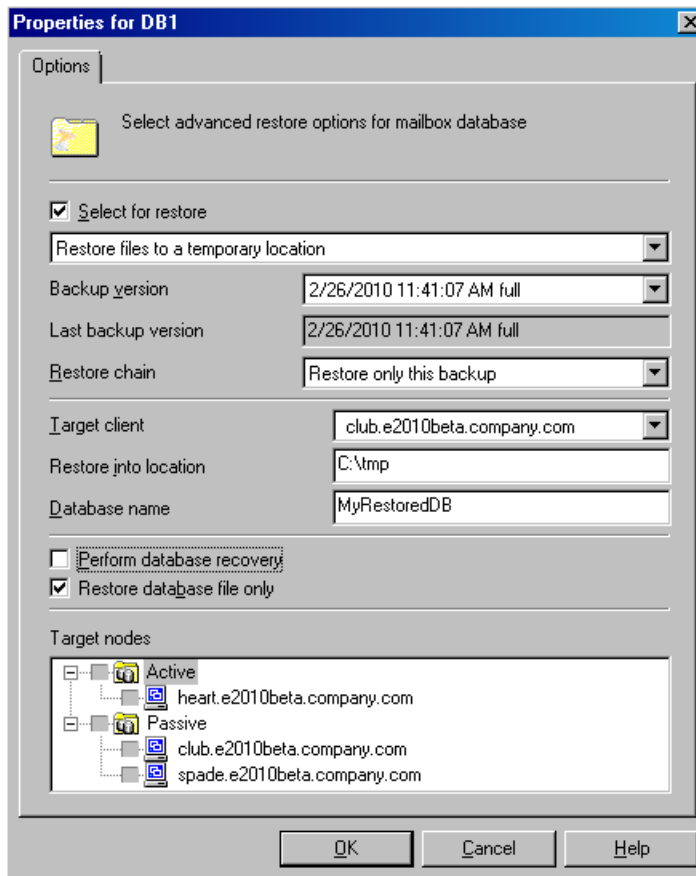 Properties for DB1
Options
Select advanced restore options for mailbox database
Select for restore
Restore files to a temporary location
Backup version 2/26/2010 11:41:07 AM full
Last backup version 2/26/2010 11:41:07 AM full
Restore chain Restore only this backup
Target client club.e2010beta.company.com
Restore into location C:\tmp
Database name MyRestoredDB
Perform database recovery
Restore database file only
Target nodes
Active
heart.e2010beta.company.com
Passive
club.e2010beta.company.com
spade.e2010beta.company.com
OK Cancel Help